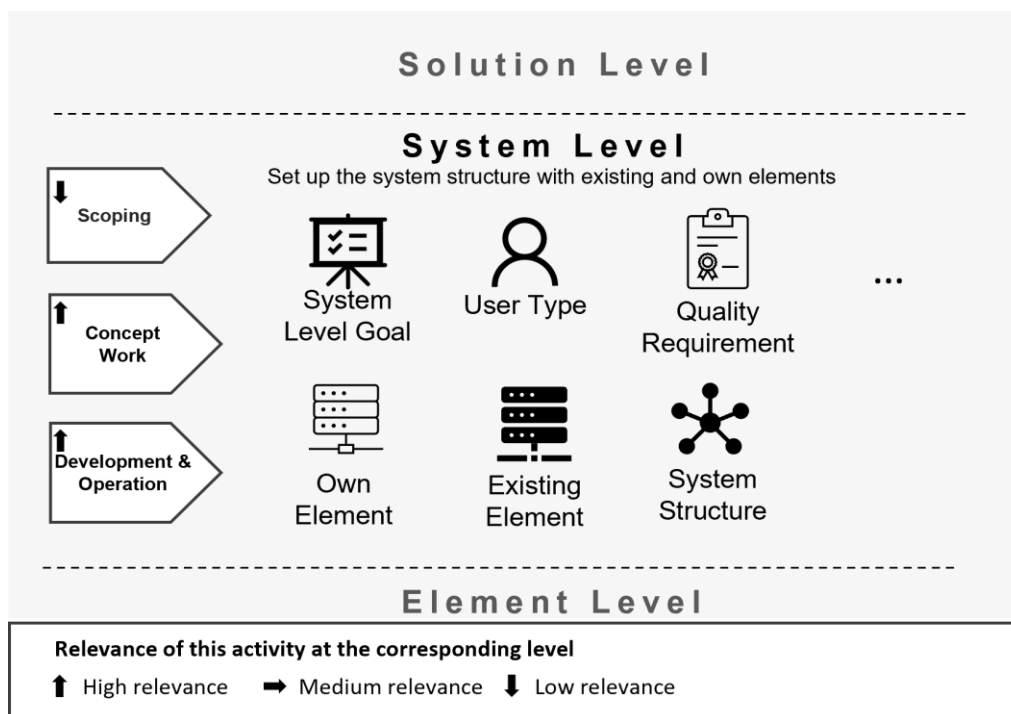 Solution Level
System Level
Set up the system structure with existing and own elements
Scoping
System
Level Goal
User Type
Quality
Requirement
...
Concept
Work
Development &
Operation
Own
Element
Existing
Element
System
Structure
Element Level
Relevance of this activity at the corresponding level
High relevance
Medium relevance
Low relevance